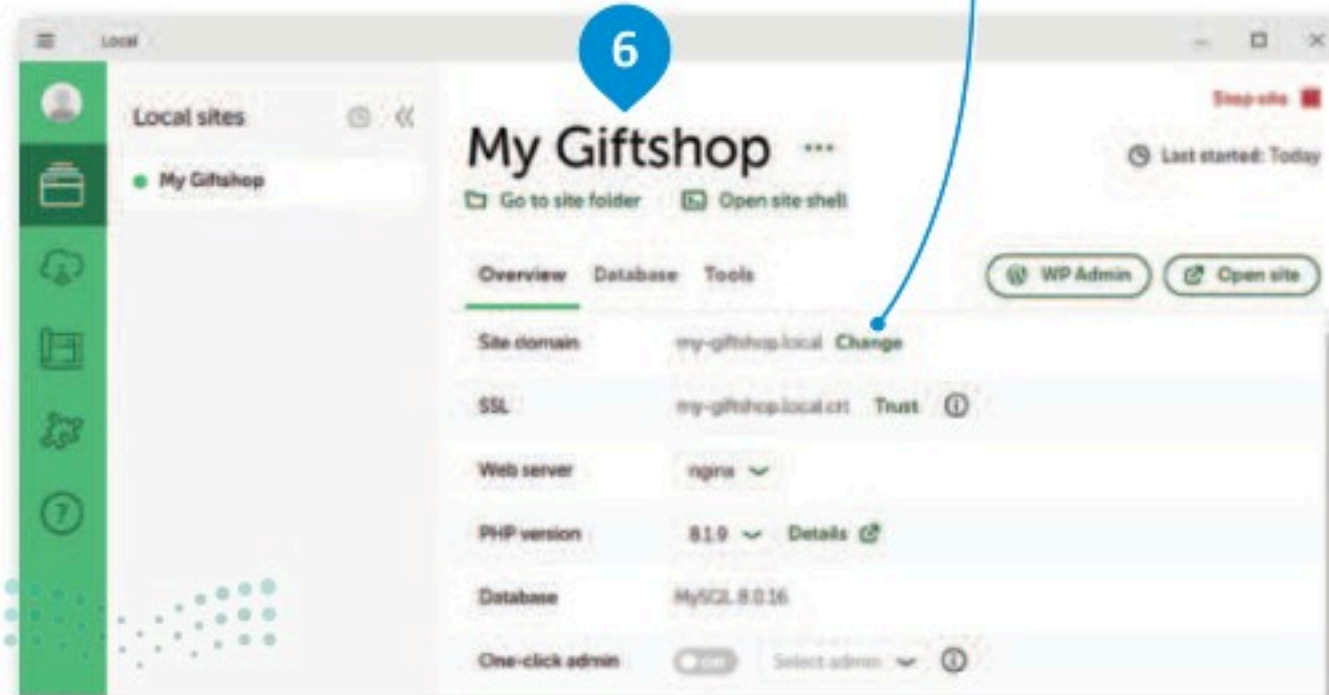 Local
6
Stop site
Local sites
My Giftshop ...
Last started: Today
My Giftshop
Go to site folder Open site shell
Overview Database Tools WP Admin Open site
Site domain my-giftshop.local Change
SSL my-giftshop.local.crt Trust
Web server nginx
PHP version 8.1.9 Details
Database MySQL 8.0.16
One-click admin Off Select admin